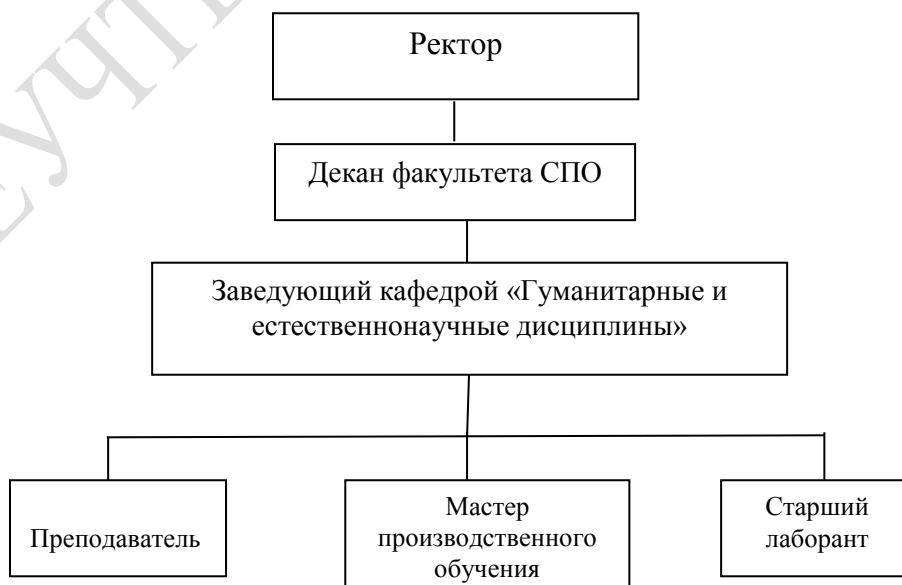 Ректор
Декан факультета СПО
Заведующий кафедрой «Гуманитарные и
естественнонаучные дисциплины»
Преподаватель
Мастер
производственного
обучения
Старший
лаборант